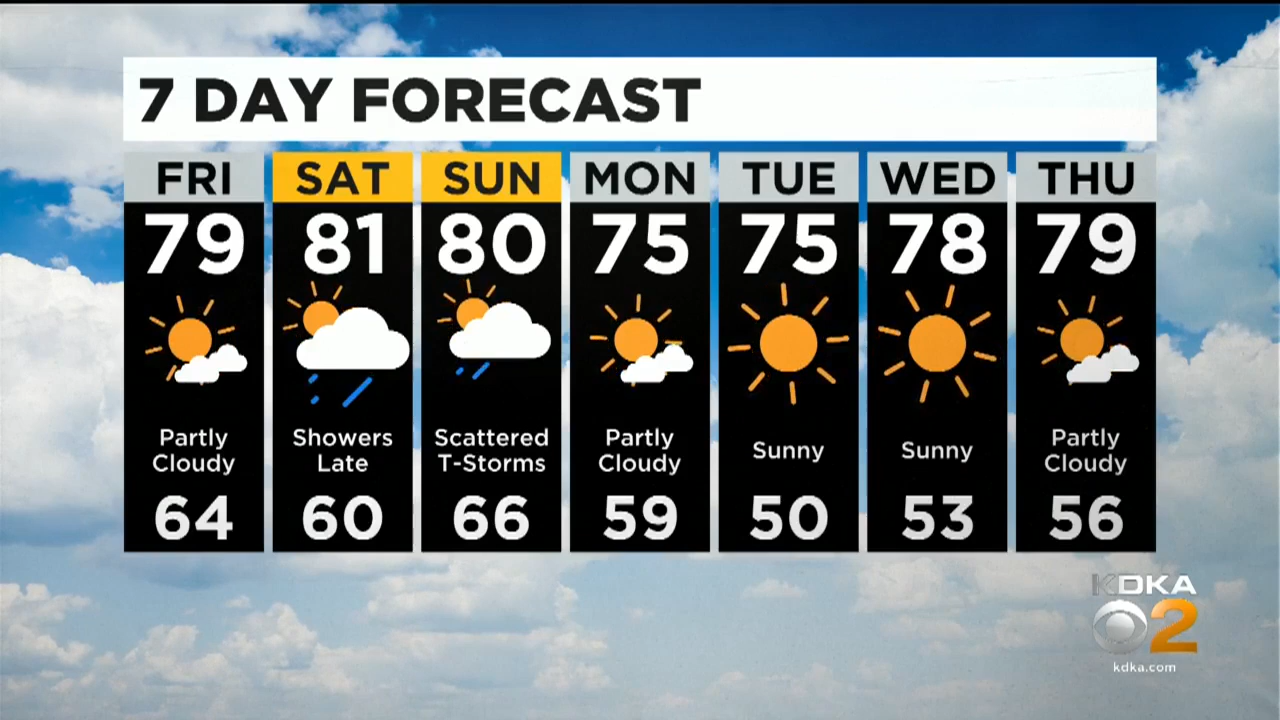 7 DAY FORECAST
FRI SAT SUN MON TUE WED THU
79 81 80 75 75 78 79
Partly Cloudy
Showers Late
Scattered T-Storms
Partly Cloudy
Sunny
Sunny
Partly Cloudy
64 60 66 59 50 53 56
KDKA
2
kdka.com